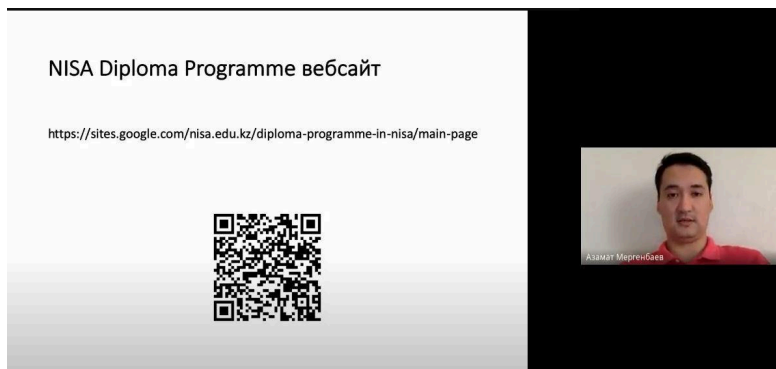 NISA Diploma Programme вебсайт
https://sites.google.com/nisa.edu.kz/diploma-programme-in-nisa/main-page
Азамат Мергенбаев